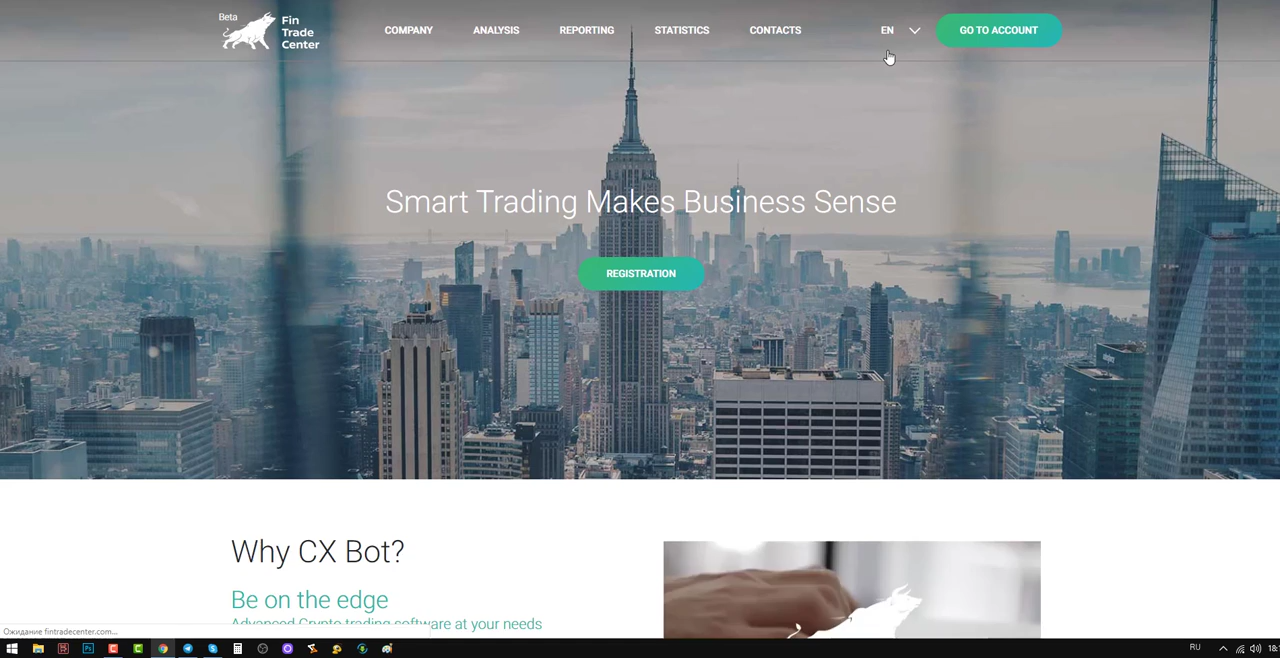 Beta
Fin
Trade
Center
COMPANY
ANALYSIS
REPORTING
STATISTICS
CONTACTS
EN
GO TO ACCOUNT
Smart Trading Makes Business Sense
REGISTRATION
Why CX Bot?
Be on the edge
Advanced Crypto trading software at your needs
Ожидание fintradecenter.com...
RU
18: